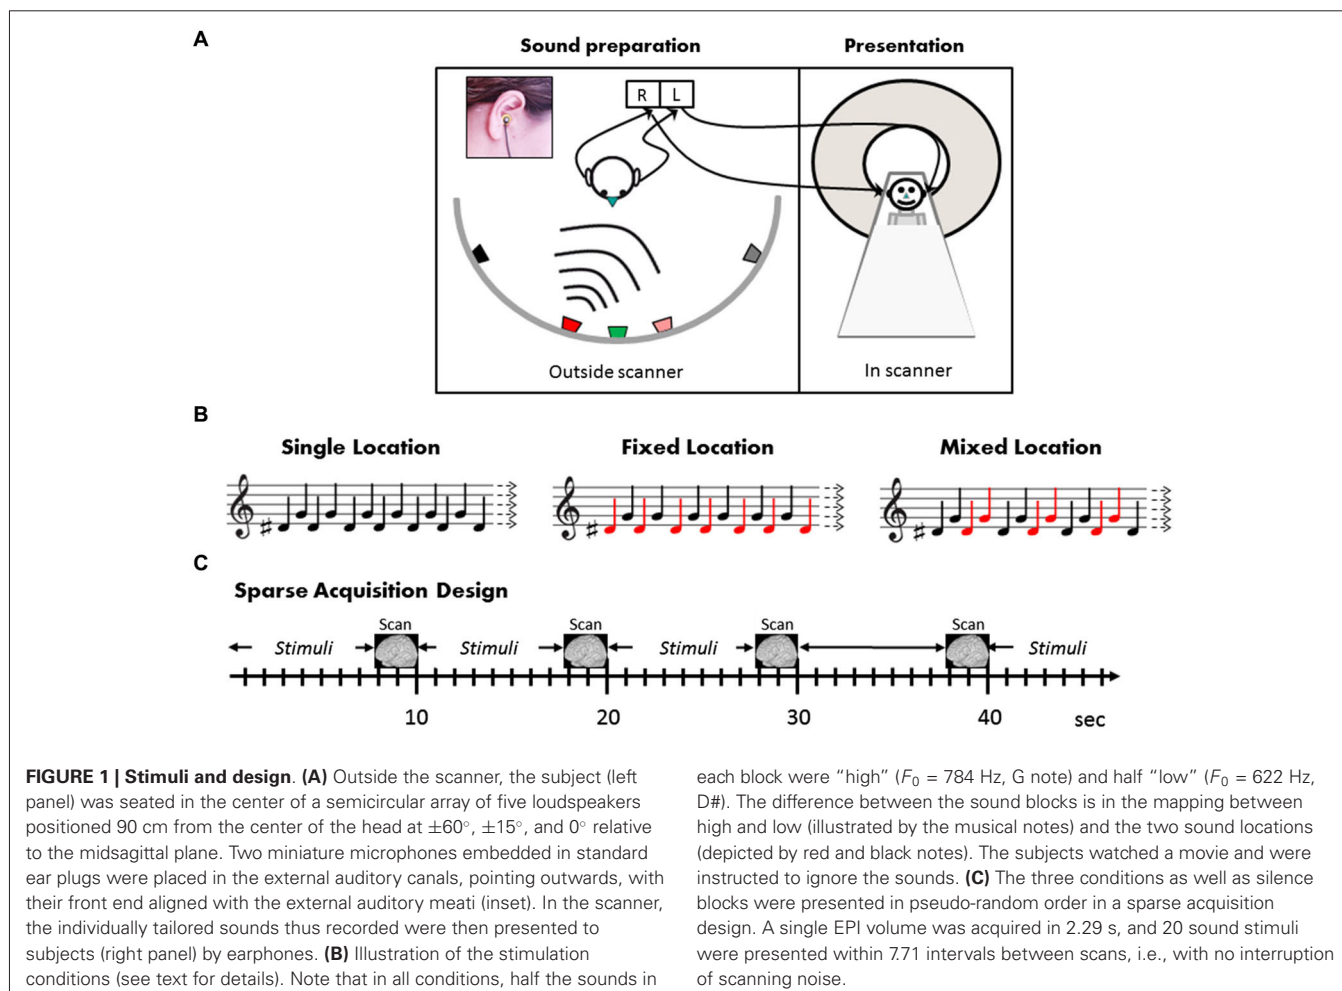 A
Sound preparation
Presentation
R L
Outside scanner
In scanner
B
Single Location
Fixed Location
Mixed Location
C
Sparse Acquisition Design
Scan Scan Scan Scan
Stimuli Stimuli Stimuli Stimuli
10 20 30 40 sec
FIGURE 1 | Stimuli and design. (A) Outside the scanner, the subject (left
panel) was seated in the center of a semicircular array of five loudspeakers
positioned 90 cm from the center of the head at ±60°, ±15°, and 0° relative
to the midsagittal plane. Two miniature microphones embedded in standard
ear plugs were placed in the external auditory canals, pointing outwards, with
their front end aligned with the external auditory meati (inset). In the scanner,
the individually tailored sounds thus recorded were then presented to
subjects (right panel) by earphones. (B) Illustration of the stimulation
conditions (see text for details). Note that in all conditions, half the sounds in
each block were “high” (F0 = 784 Hz, G note) and half “low” (F0 = 622 Hz,
D#). The difference between the sound blocks is in the mapping between
high and low (illustrated by the musical notes) and the two sound locations
(depicted by red and black notes). The subjects watched a movie and were
instructed to ignore the sounds. (C) The three conditions as well as silence
blocks were presented in pseudo-random order in a sparse acquisition
design. A single EPI volume was acquired in 2.29 s, and 20 sound stimuli
were presented within 7.71 intervals between scans, i.e., with no interruption
of scanning noise.